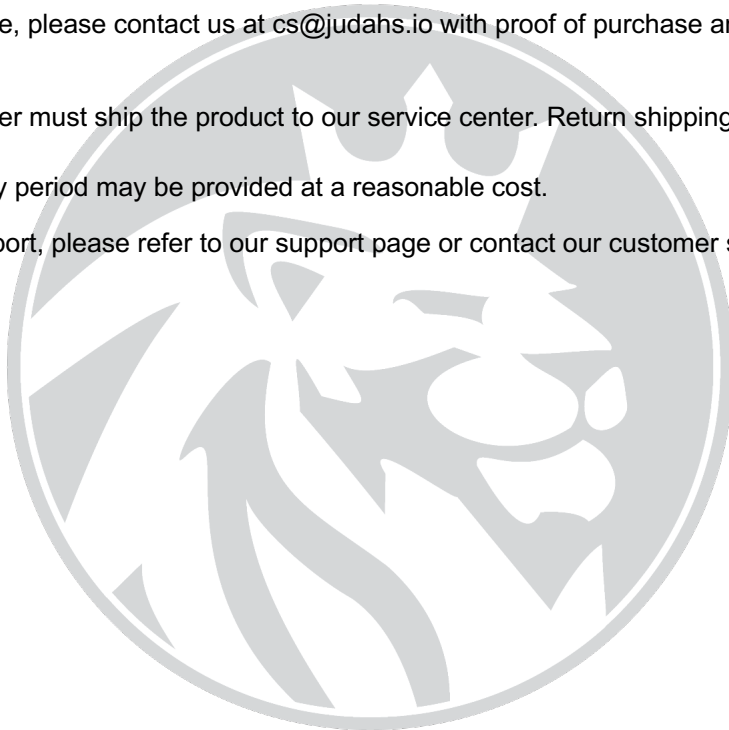 e, please contact us at cs@judahs.io with proof of purchase an
er must ship the product to our service center. Return shipping
y period may be provided at a reasonable cost.
port, please refer to our support page or contact our customer s